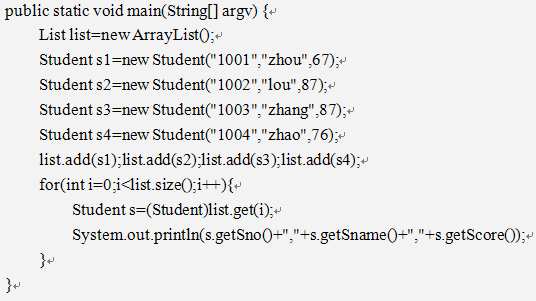 public static void main(String[] argv) {
List list=new ArrayList();
Student s1=new Student("1001","zhou",67);
Student s2=new Student("1002","lou",87);
Student s3=new Student("1003","zhang",87);
Student s4=new Student("1004","zhao",76);
list.add(s1);list.add(s2);list.add(s3);list.add(s4);
for(int i=0;i<list.size();i++){
Student s=(Student)list.get(i);
System.out.println(s.getSno()+","+s.getSname()+","+s.getScore());
}
}